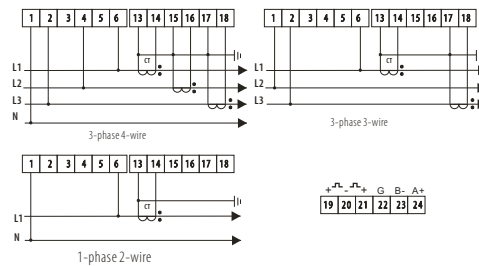 1 2 3 4 5 6 13 14 15 16 17 18
CT
L1
L2
L3
N
3-phase 4-wire
1 2 3 4 5 6 13 14 15 16 17 18
CT
L1
L2
L3
3-phase 3-wire
1 2 3 4 5 6 13 14 15 16 17 18
CT
L1
N
1-phase 2-wire
+ - + G B- A+
19 20 21 22 23 24